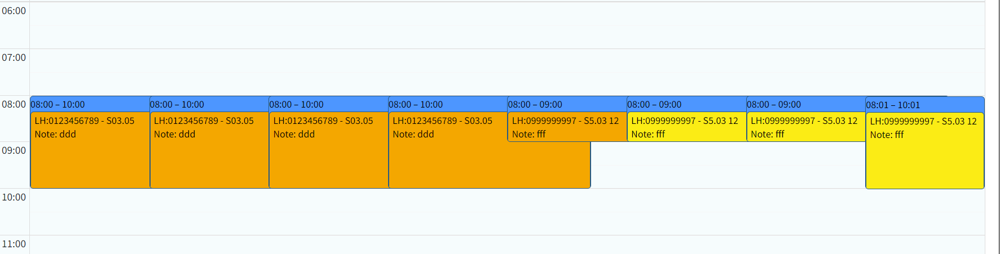 06:00
07:00
08:00
08:00 – 10:00
LH:0123456789 - S03.05
Note: ddd
08:00 – 10:00
LH:0123456789 - S03.05
Note: ddd
08:00 – 10:00
LH:0123456789 - S03.05
Note: ddd
08:00 – 10:00
LH:0123456789 - S03.05
Note: ddd
08:00 – 09:00
LH:0999999997 - S5.03 12
Note: fff
08:00 – 09:00
LH:0999999997 - S5.03 12
Note: fff
08:00 – 09:00
LH:0999999997 - S5.03 12
Note: fff
08:01 – 10:01
LH:0999999997 - S5.03 12
Note: fff
09:00
10:00
11:00